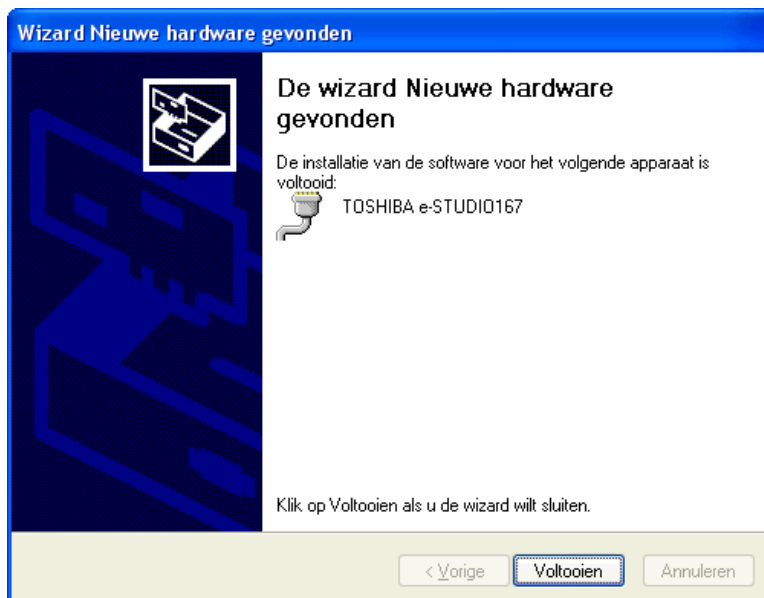 Wizard Nieuwe hardware gevonden
De wizard Nieuwe hardware
gevonden
De installatie van de software voor het volgende apparaat is
voltooid:
TOSHIBA e-STUDIO167
Klik op Voltooien als u de wizard wilt sluiten.
< Vorige
Voltooien
Annuleren